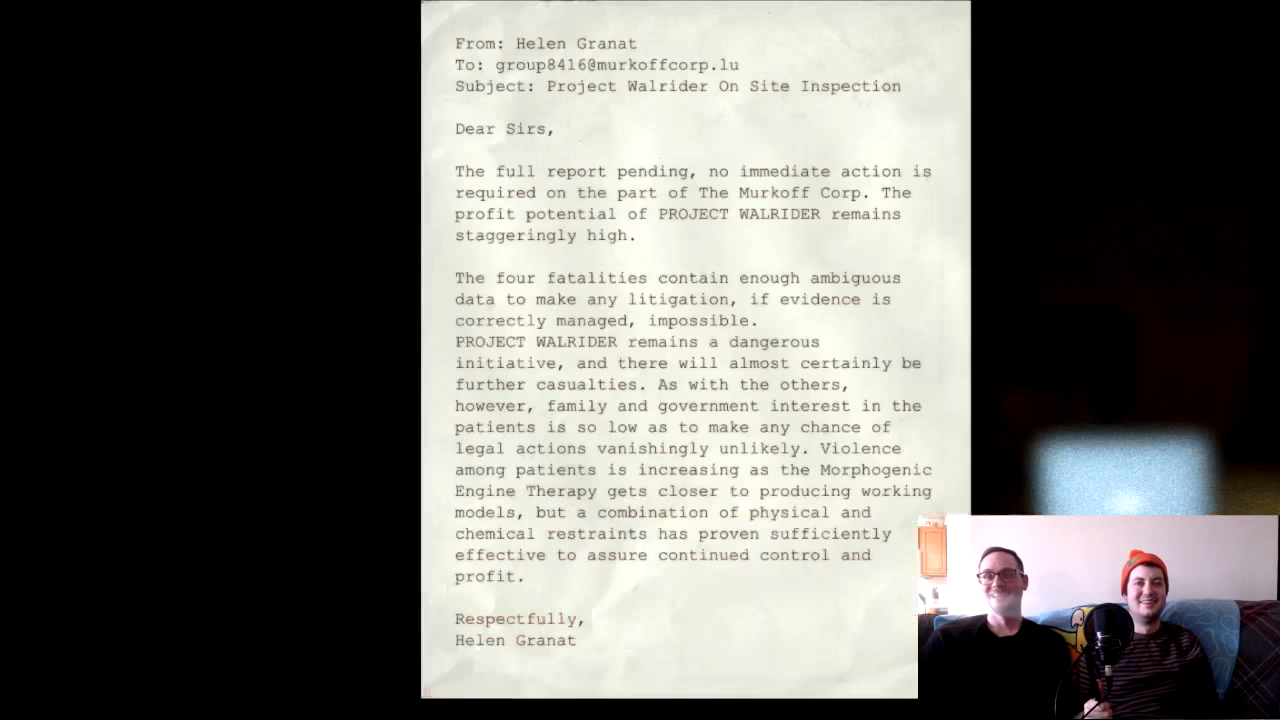 From: Helen Granat
To: group8416@murkoffcorp.lu
Subject: Project Walrider On Site Inspection
Dear Sirs,
The full report pending, no immediate action is
required on the part of The Murkoff Corp. The
profit potential of PROJECT WALRIDER remains
staggeringly high.
The four fatalities contain enough ambiguous
data to make any litigation, if evidence is
correctly managed, impossible.
PROJECT WALRIDER remains a dangerous
initiative, and there will almost certainly be
further casualties. As with the others,
however, family and government interest in the
patients is so low as to make any chance of
legal actions vanishingly unlikely. Violence
among patients is increasing as the Morphogenic
Engine Therapy gets closer to producing working
models, but a combination of physical and
chemical restraints has proven sufficiently
effective to assure continued control and
profit.
Respectfully,
Helen Granat